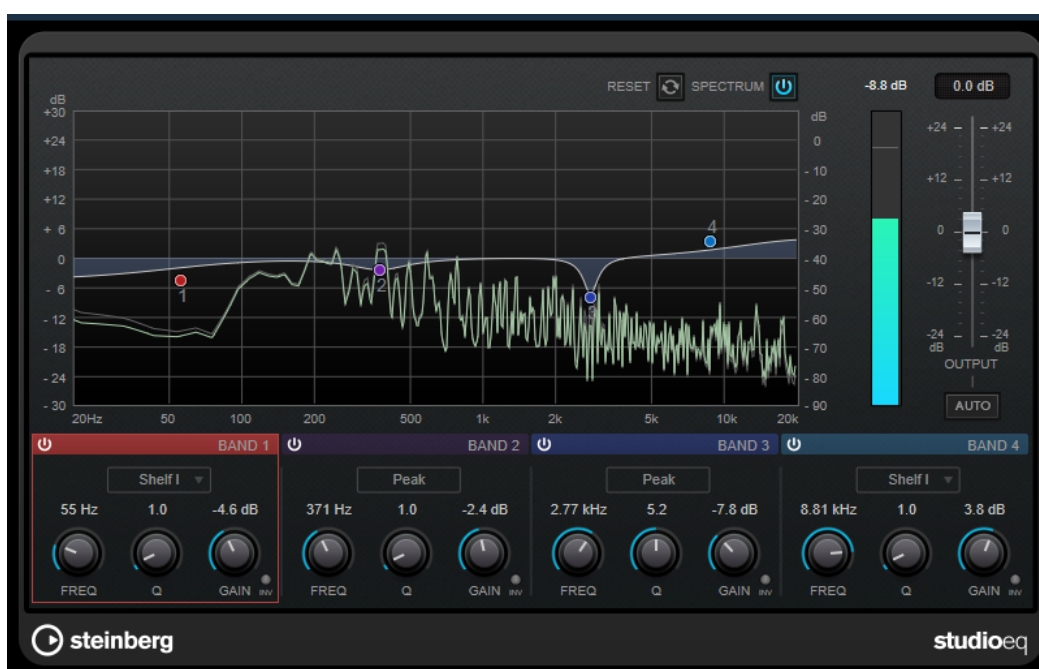 RESET SPECTRUM -8.8 dB 0.0 dB
dB
+30
dB
+24 0 +24 +24
+18 - 10
+12 - 20 +12 +12
4
+ 6 - 30 0 0
0 - 40
2
1
- 6 - 50 -12 -12
3
- 12 - 60
- 18 - 70 -24 -24
dB dB
- 24 - 80 OUTPUT
- 30 - 90 AUTO
20Hz 50 100 200 500 1k 2k 5k 10k 20k
BAND 1 BAND 2 BAND 3 BAND 4
Shelf I Peak Peak Shelf I
55 Hz 1.0 -4.6 dB 371 Hz 1.0 -2.4 dB 2.77 kHz 5.2 -7.8 dB 8.81 kHz 1.0 3.8 dB
FREQ Q GAIN INV FREQ Q GAIN INV FREQ Q GAIN INV FREQ Q GAIN INV
steinberg studioeq